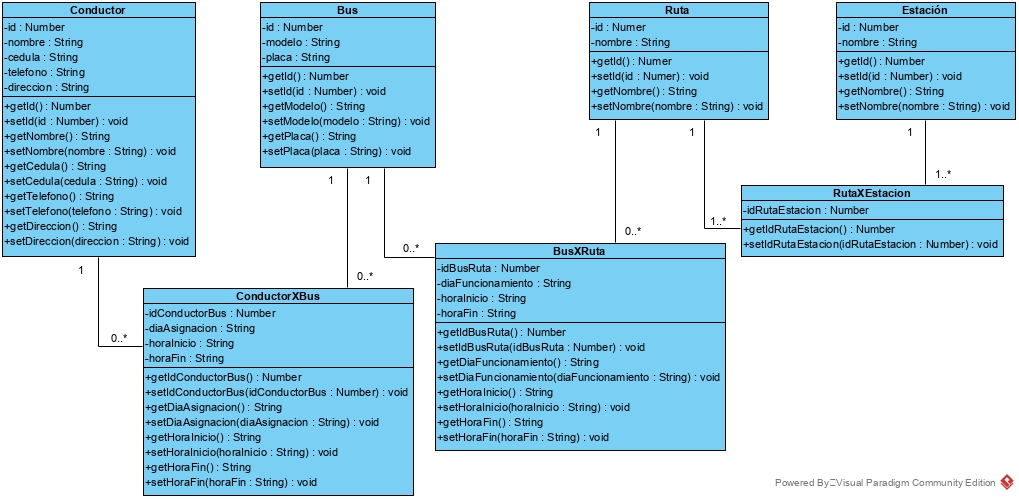 Conductor
-id : Number
-nombre : String
-cedula : String
-telefono : String
-direccion : String
+getId() : Number
+setId(id : Number) : void
+getNombre() : String
+setNombre(nombre : String) : void
+getCedula() : String
+setCedula(cedula : String) : void
+getTelefono() : String
+setTelefono(telefono : String) : void
+getDireccion() : String
+setDireccion(direccion : String) : void
Bus
-id : Number
-modelo : String
-placa : String
+getId() : Number
+setId(id : Number) : void
+getModelo() : String
+setModelo(modelo : String) : void
+getPlaca() : String
+setPlaca(placa : String) : void
Ruta
-id : Numer
-nombre : String
+getId() : Numer
+setId(id : Numer) : void
+getNombre() : String
+setNombre(nombre : String) : void
Estación
-id : Number
-nombre : String
+getId() : Number
+setId(id : Number) : void
+getNombre() : String
+setNombre(nombre : String) : void
1
1
1
1
1
1
0..*
0..*
0..*
0..*
1..*
1..*
RutaXEstacion
-idRutaEstacion : Number
+getIdRutaEstacion() : Number
+setIdRutaEstacion(idRutaEstacion : Number) : void
BusXRuta
-idBusRuta : Number
-diaFuncionamiento : String
-horaInicio : String
-horaFin : String
+getIdBusRuta() : Number
+setIdBusRuta(idBusRuta : Number) : void
+getDiaFuncionamiento() : String
+setDiaFuncionamiento(diaFuncionamiento : String) : void
+getHoraInicio() : String
+setHoraInicio(horaInicio : String) : void
+getHoraFin() : String
+setHoraFin(horaFin : String) : void
ConductorXBus
-idConductorBus : Number
-diaAsignacion : String
-horaInicio : String
-horaFin : String
+getIdConductorBus() : Number
+setIdConductorBus(idConductorBus : Number) : void
+getDiaAsignacion() : String
+setDiaAsignacion(diaAsignacion : String) : void
+getHoraInicio() : String
+setHoraInicio(horaInicio : String) : void
+getHoraFin() : String
+setHoraFin(horaFin : String) : void
Powered By Visual Paradigm Community Edition